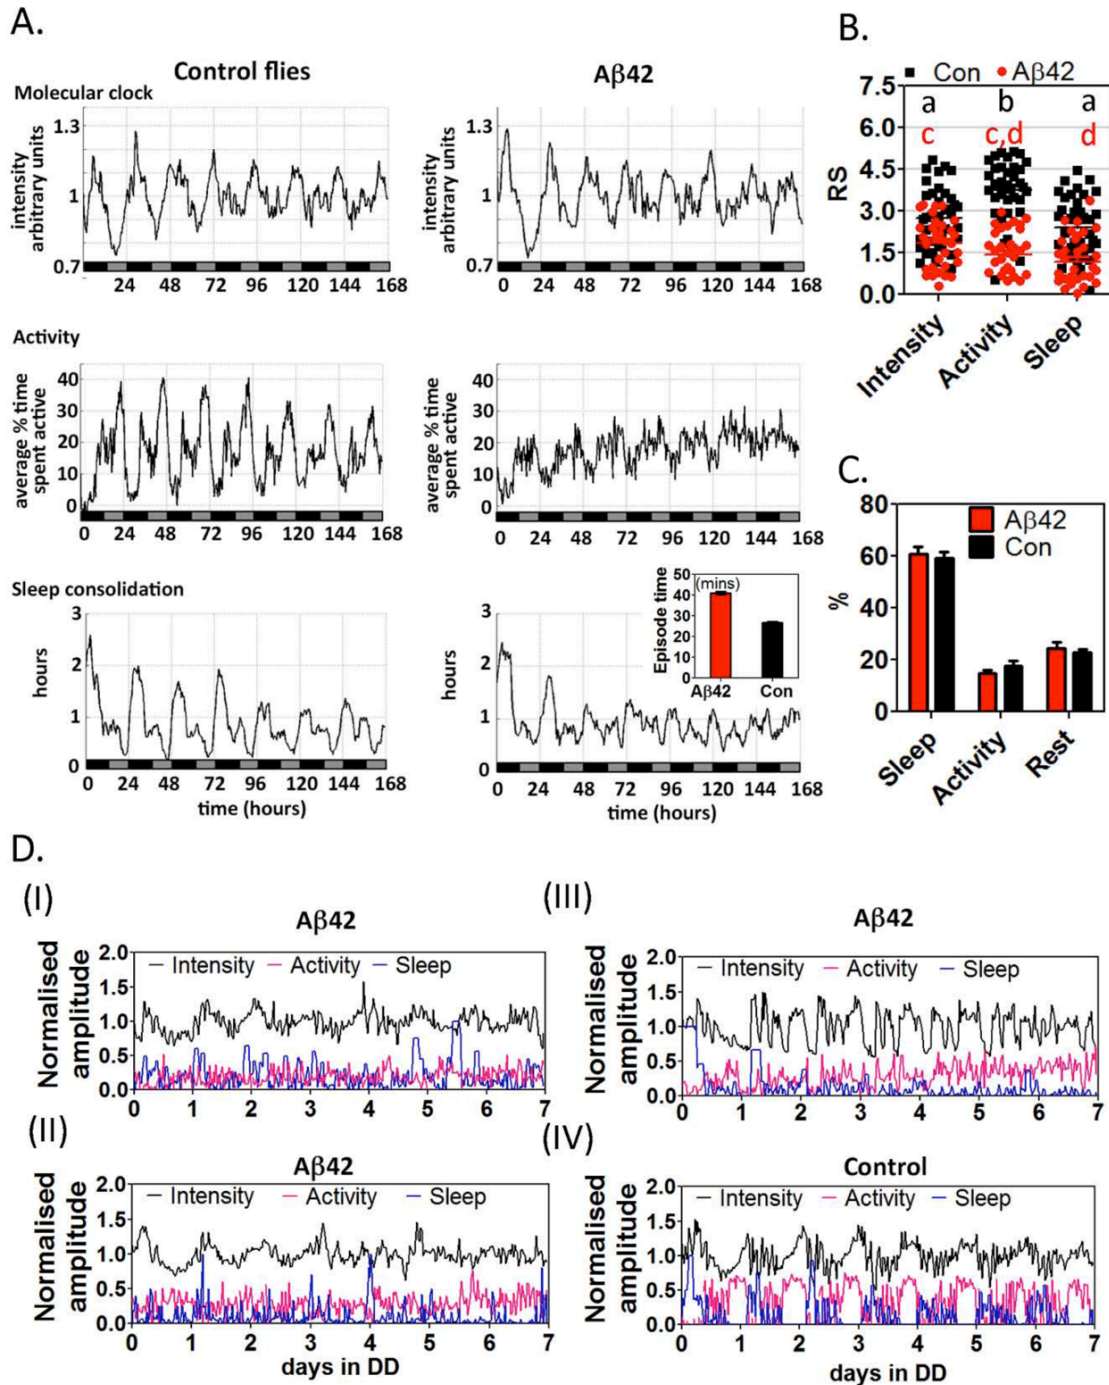 A.
Control flies
Aβ42
Molecular clock
intensity
arbitrary units
1.3
1
0.7
24 48 72 96 120 144 168
intensity
arbitrary units
1.3
1
0.7
24 48 72 96 120 144 168
Activity
average % time
spent active
40
30
20
10
0
0 24 48 72 96 120 144 168
average % time
spent active
40
30
20
10
0
0 24 48 72 96 120 144 168
Sleep consolidation
hours
3
2
1
0
0 24 48 72 96 120 144 168
time (hours)
hours
3
2
1
0
0 24 48 72 96 120 144 168
time (hours)
Episode time
(mins)
50
40
30
20
10
0
Aβ42 Con
B.
Con Aβ42
a b a
c c,d d
RS
7.5
6.0
4.5
3.0
1.5
0.0
Intensity
Activity
Sleep
C.
%
80
60
40
20
0
Aβ42
Con
Sleep
Activity
Rest
D.
(I)
Aβ42
Normalised
amplitude
Intensity Activity Sleep
2.0
1.5
1.0
0.5
0.0
0 1 2 3 4 5 6 7
(II)
Aβ42
Normalised
amplitude
Intensity Activity Sleep
2.0
1.5
1.0
0.5
0.0
0 1 2 3 4 5 6 7
days in DD
(III)
Aβ42
Normalised
amplitude
Intensity Activity Sleep
2.0
1.5
1.0
0.5
0.0
0 1 2 3 4 5 6 7
(IV)
Control
Normalised
amplitude
Intensity Activity Sleep
2.0
1.5
1.0
0.5
0.0
0 1 2 3 4 5 6 7
days in DD